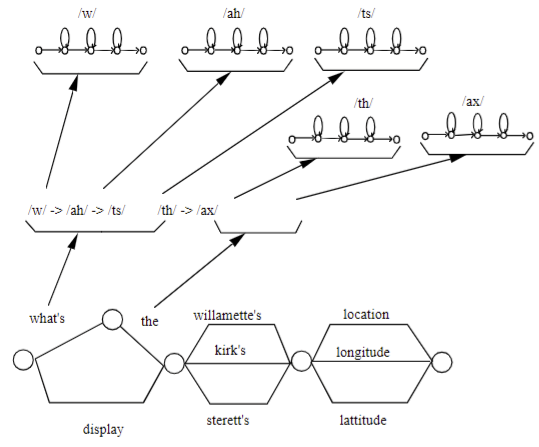 /w/ /ah/ /ts/
/th/ /ax/
/w/ -> /ah/ -> /ts/ /th/ -> /ax/
what's the willamette's location
kirk's longitude
display sterett's lattitude